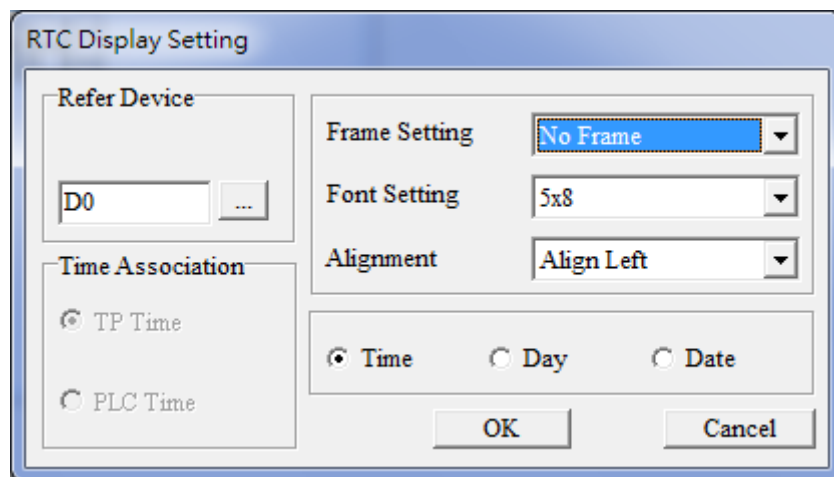 RTC Display Setting
Refer Device
D0
...
Time Association
TP Time
PLC Time
Frame Setting
No Frame
Font Setting
5x8
Alignment
Align Left
Time
Day
Date
OK
Cancel